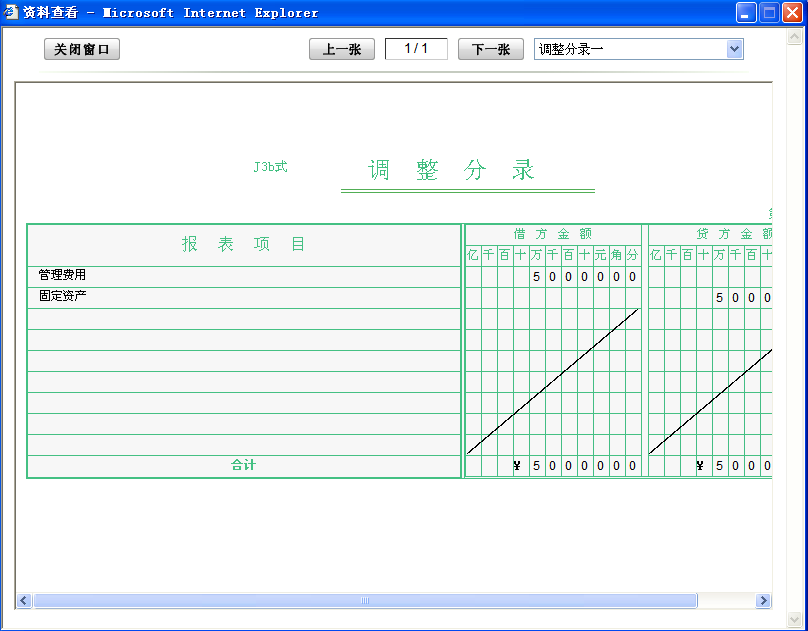 资料查看 - Microsoft Internet Explorer
关闭窗口 上一张 1/1 下一张 调整分录一
J3b式 调 整 分 录
报 表 项 目 借 方 金 额 贷 方 金 额
亿 千 百 十 万 千 百 十 元 角 分 亿 千 百 十 万 千 百 十
管理费用 5 0 0 0 0 0 0
固定资产 5 0 0 0
合计 ¥ 5 0 0 0 0 0 0 ¥ 5 0 0 0